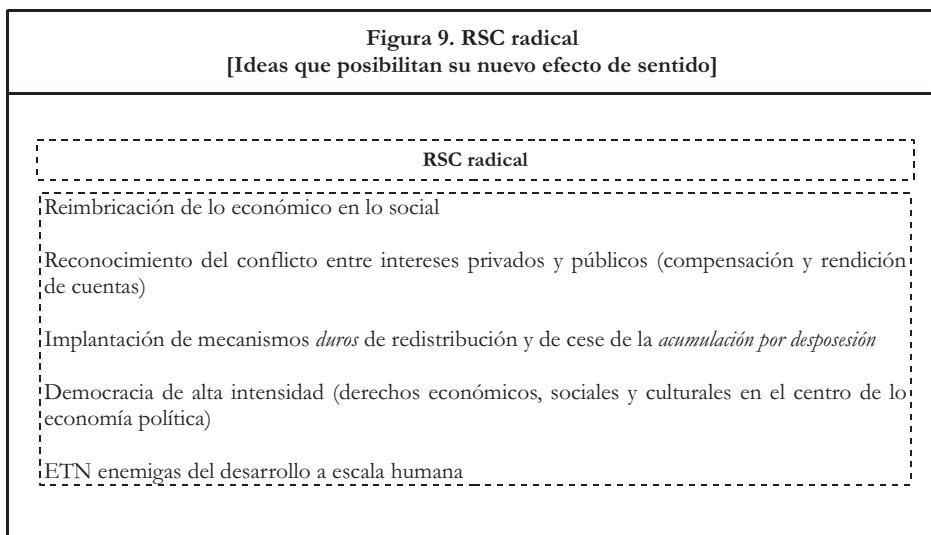 Figura 9. RSC radical
[Ideas que posibilitan su nuevo efecto de sentido]
RSC radical
Reimbricación de lo económico en lo social
Reconocimiento del conflicto entre intereses privados y públicos (compensación y rendición
de cuentas)
Implantación de mecanismos duros de redistribución y de cese de la acumulación por desposesión
Democracia de alta intensidad (derechos económicos, sociales y culturales en el centro de lo
economía política)
ETN enemigas del desarrollo a escala humana